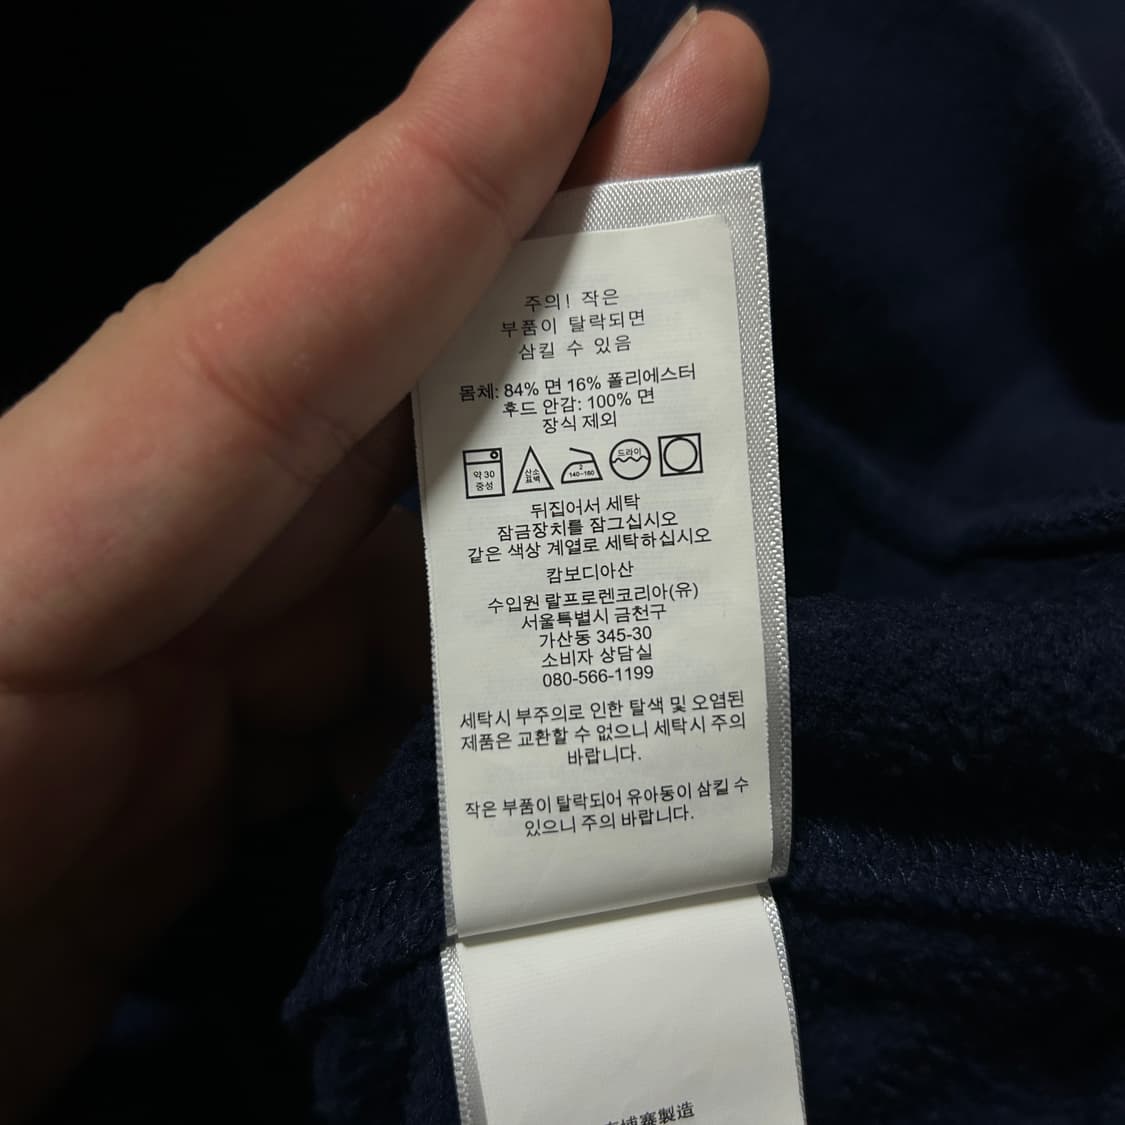 주의! 작은
부품이 탈락되면
삼킬 수 있음
몸체: 84% 면 16% 폴리에스터
후드 안감: 100% 면
장식 제외
약 30
중성
산소
표백
2
140~160
드라이
뒤집어서 세탁
잠금장치를 잠그십시오
같은 색상 계열로 세탁하십시오
캄보디아산
수입원 랄프로렌코리아(유)
서울특별시 금천구
가산동 345-30
소비자 상담실
080-566-1199
세탁시 부주의로 인한 탈색 및 오염된
제품은 교환할 수 없으니 세탁시 주의
바랍니다.
작은 부품이 탈락되어 유아동이 삼킬 수
있으니 주의 바랍니다.
埔寨製造